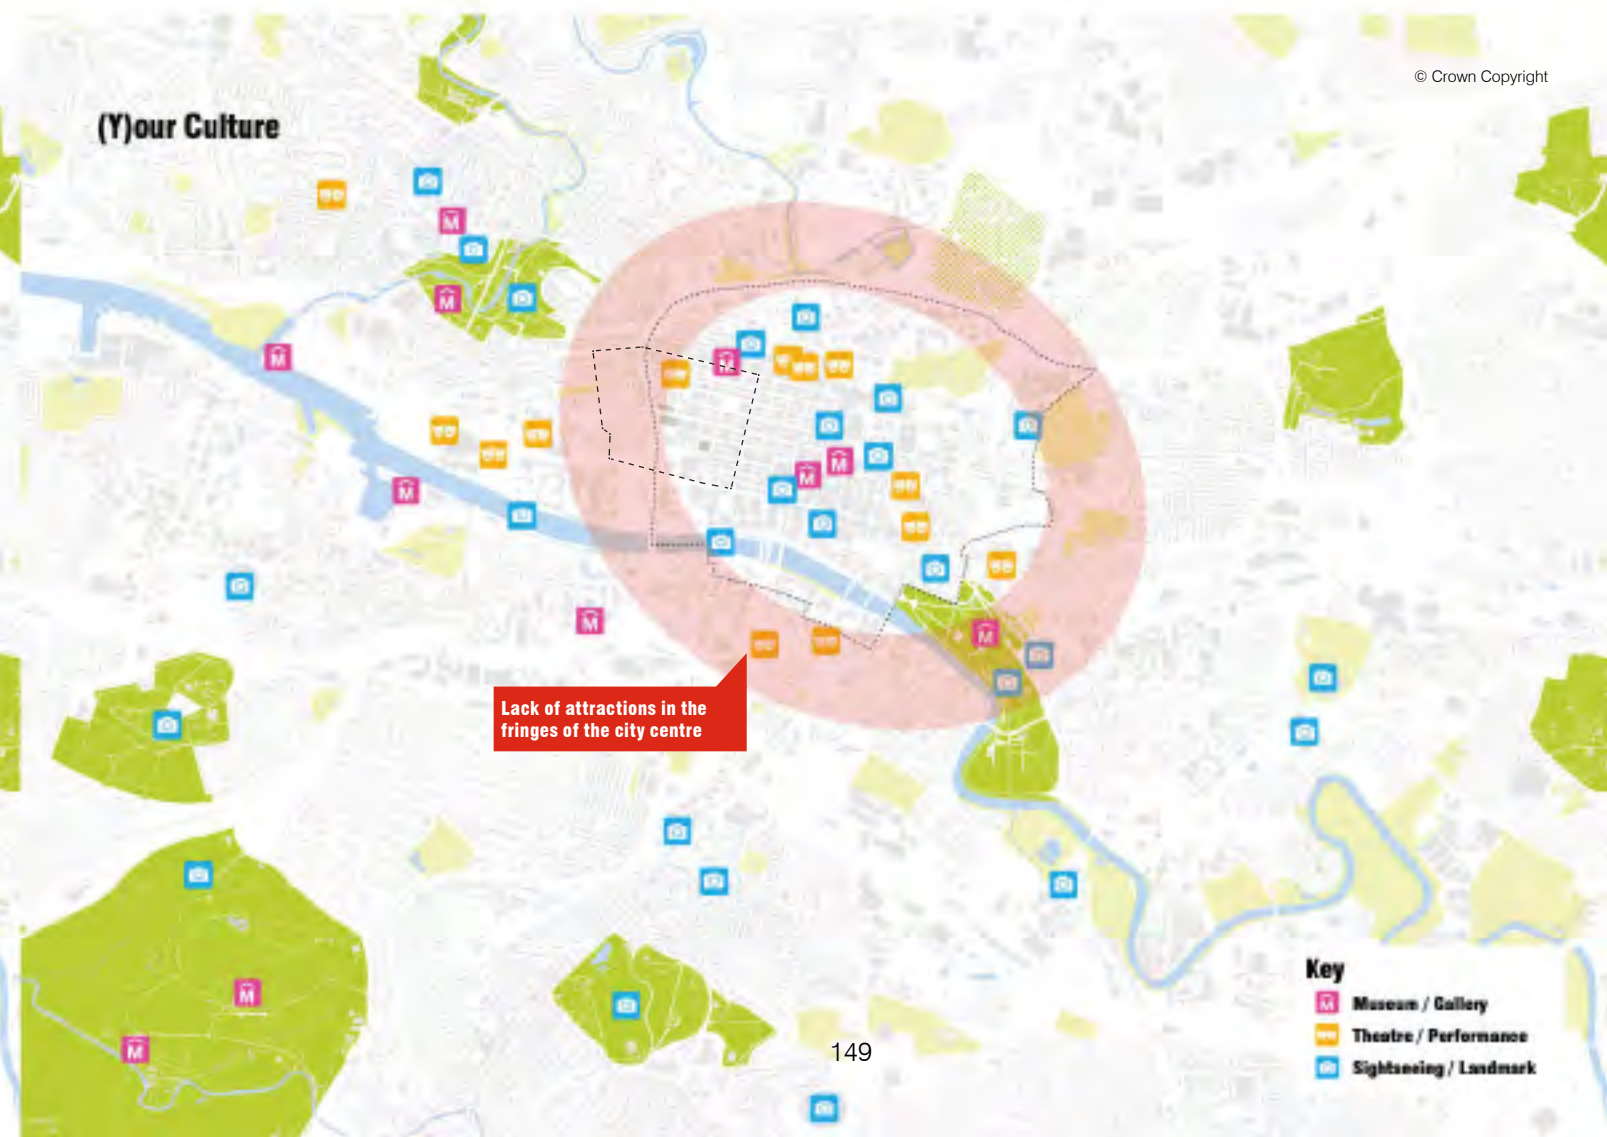 © Crown Copyright
(Y)our Culture
Lack of attractions in the
fringes of the city centre
Key
M Museum / Gallery
Theatre / Performance
Sightseeing / Landmark
149